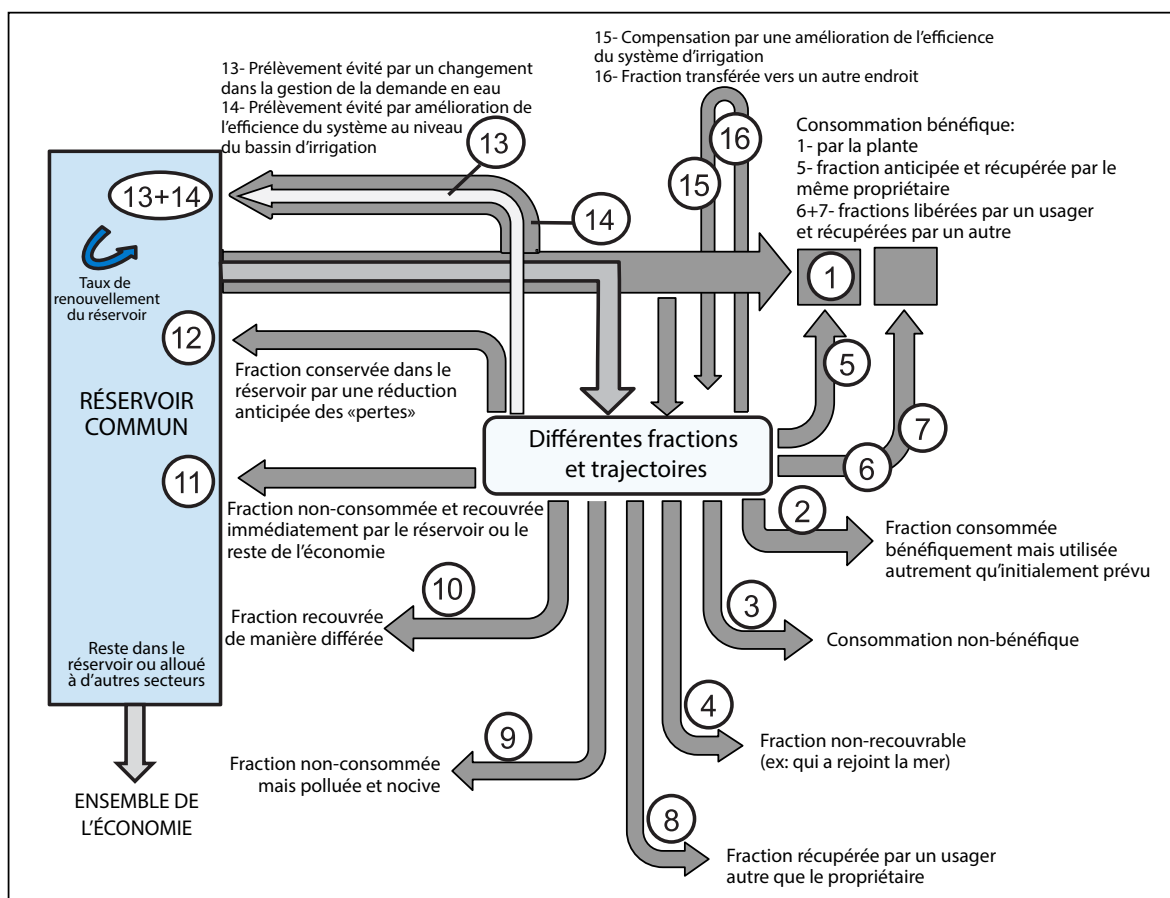 15- Compensation par une amélioration de l'efficience
du système d'irrigation
16- Fraction transférée vers un autre endroit
13- Prélèvement évité par un changement
dans la gestion de la demande en eau
14- Prélèvement évité par amélioration de
l'efficience du système au niveau
du bassin d'irrigation
Consommation bénéfique:
1- par la plante
5- fraction anticipée et récupérée par le
même propriétaire
6+7- fractions libérées par un usager
et récupérées par un autre
13
16
15
13+14
14
1
Taux de
renouvellement
du réservoir
12
Fraction conservée dans le
réservoir par une réduction
anticipée des «pertes»
5
RÉSERVOIR
COMMUN
Différentes fractions
et trajectoires
7
6
11
Fraction non-consommée et recouvrée
immédiatement par le réservoir ou le
reste de l'économie
2
Fraction consommée
bénéfiquement mais utilisée
autrement qu'initialement prévu
10
Fraction recouvrée
de manière différée
3
Consommation non-bénéfique
Reste dans le
réservoir ou alloué
à d'autres secteurs
4
Fraction non-recouvrable
(ex: qui a rejoint la mer)
9
Fraction non-consommée
mais polluée et nocive
ENSEMBLE DE
L'ÉCONOMIE
8
Fraction récupérée par un usager
autre que le propriétaire